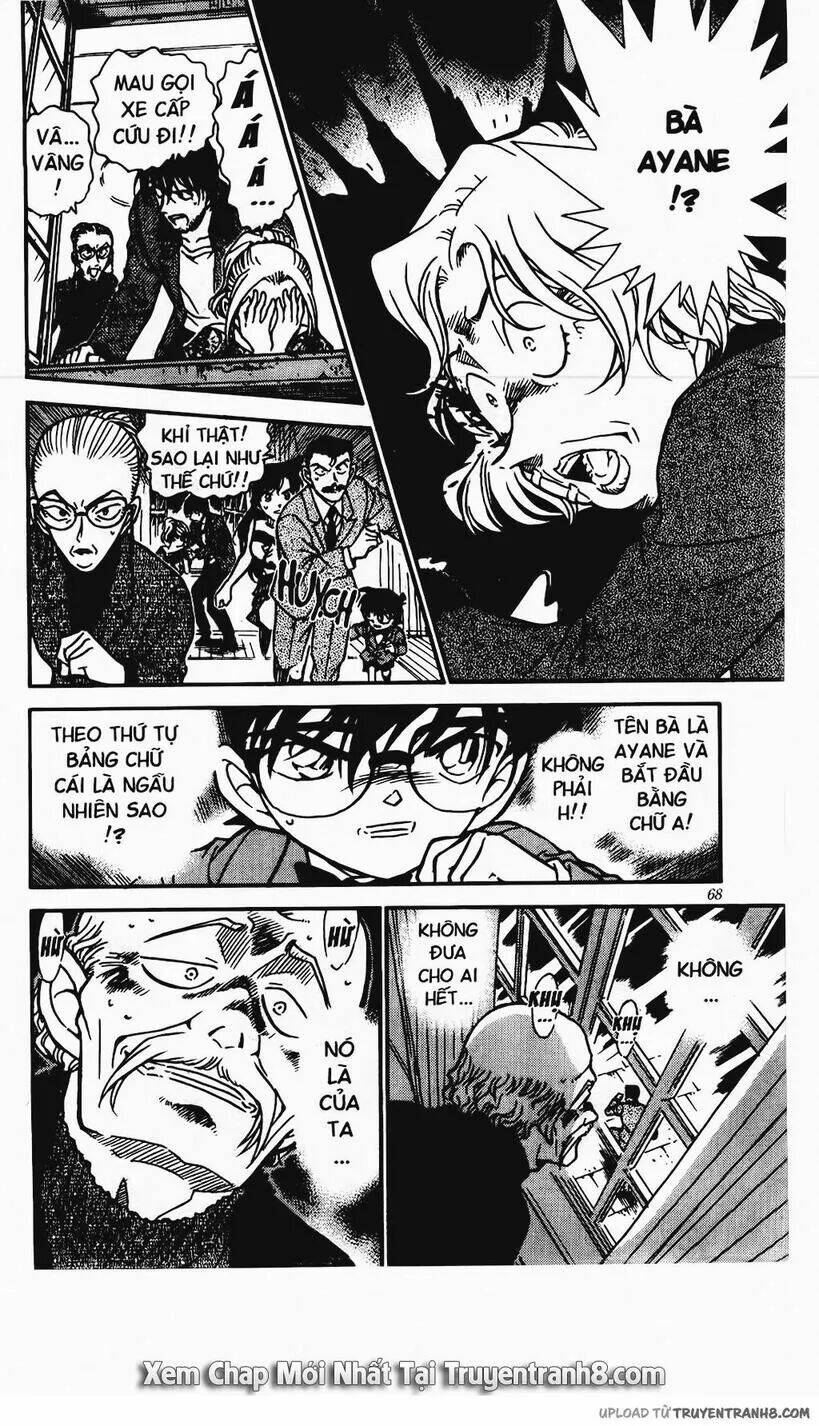 BÀ
AYANE
!?
Á
Á
Á
...
MAU GỌI
XE CẤP
CỨU ĐI!!
VÂ...
VÂNG
!
KHỈ THẬT!
SAO LẠI NHƯ
THẾ CHỨ!!
HUỴCH
TÊN BÀ LÀ
AYANE VÀ
BẮT ĐẦU
BẰNG
CHỮ A!
KHÔNG
PHẢI
H!!
THEO THỨ TỰ
BẢNG CHỮ
CÁI LÀ NGẪU
NHIÊN SAO
!?
68
KHÔNG
...
KHỤ
...
KHỤ
...
KHÔNG
ĐƯA
CHO AI
HẾT...
HỪ
HỪ
NÓ
LÀ
CỦA
TA
...
Xem Chap Mới Nhất Tại Truyentranh8.com
UPLOAD TỪ TRUYENTRANH8.COM